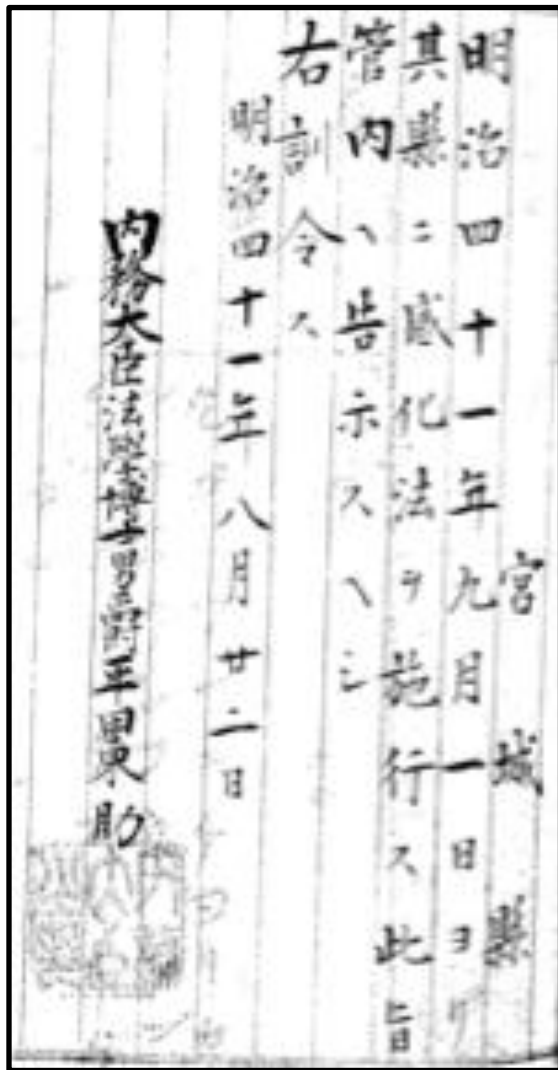 宮城縣
明治四十一年九月一日ヨリ
其縣ニ感化法ヲ施行ス此旨
管内ヘ告示スヘシ
右訓令ス
明治四十一年八月廿二日
内務大臣法學博士男爵平田東助